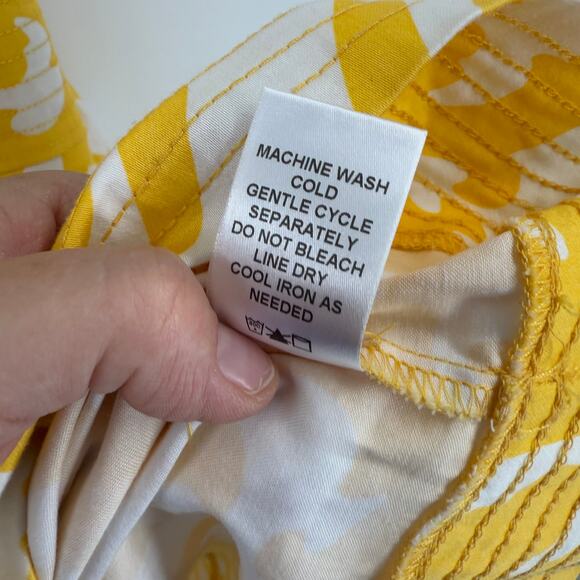 MACHINE WASH
COLD
GENTLE CYCLE
SEPARATELY
DO NOT BLEACH
LINE DRY
COOL IRON AS
NEEDED